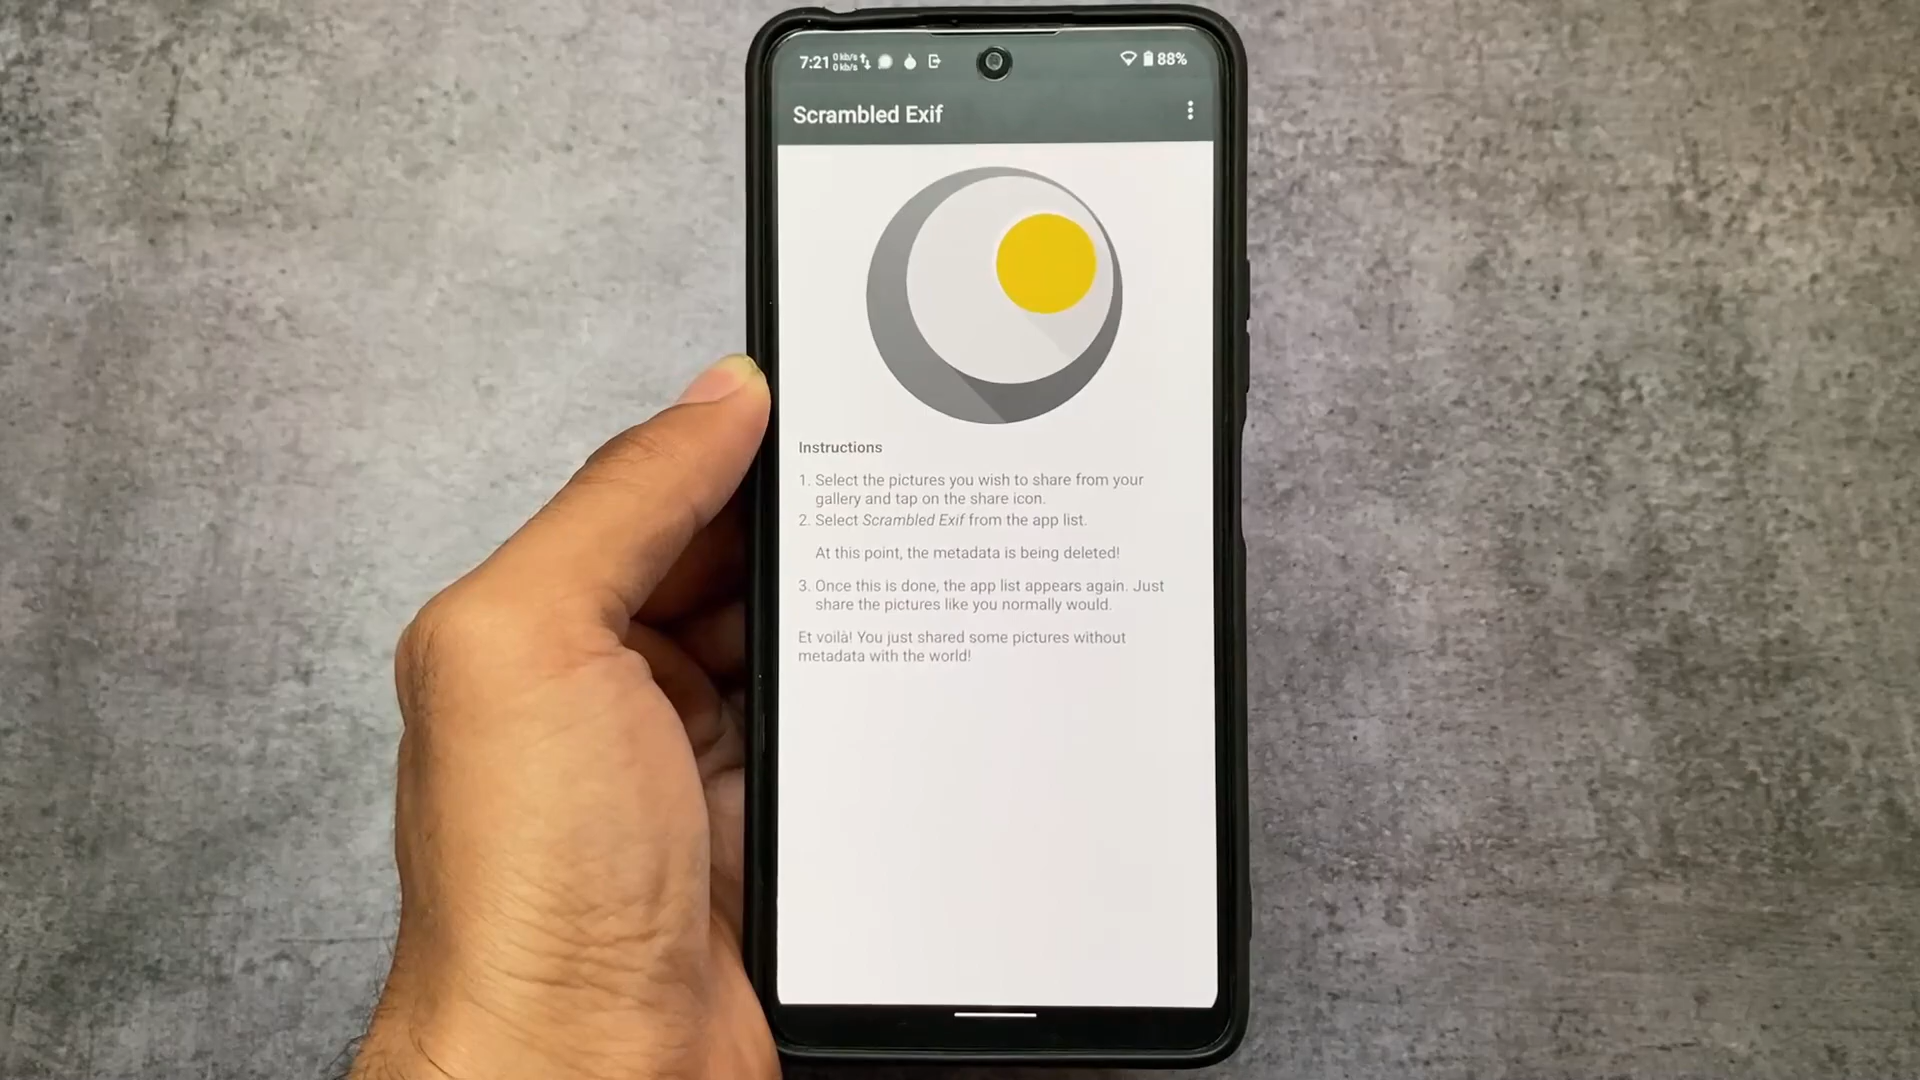 7:21 0 kb/s 0 kb/s 88%
Scrambled Exif
Instructions
1. Select the pictures you wish to share from your
gallery and tap on the share icon.
2. Select Scrambled Exif from the app list.
At this point, the metadata is being deleted!
3. Once this is done, the app list appears again. Just
share the pictures like you normally would.
Et voilà! You just shared some pictures without
metadata with the world!